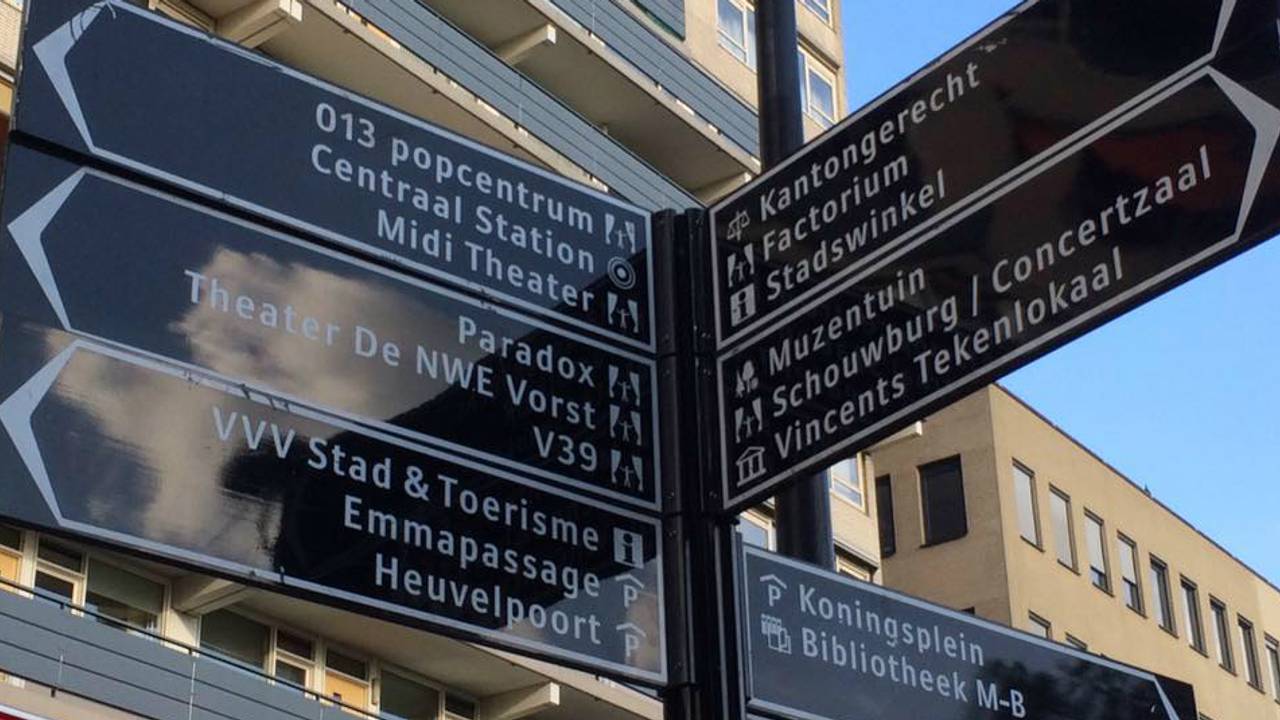 013 popcentrum
Centraal Station
Midi Theater
Paradox
Theater De NWE Vorst
V39
VVV Stad & Toerisme
Emmapassage
Heuvelpoort
Kantongerecht
Factorium
Stadswinkel
Muzentuin
Schouwburg / Concertzaal
Vincents Tekenlokaal
P Koningsplein
Bibliotheek M-B